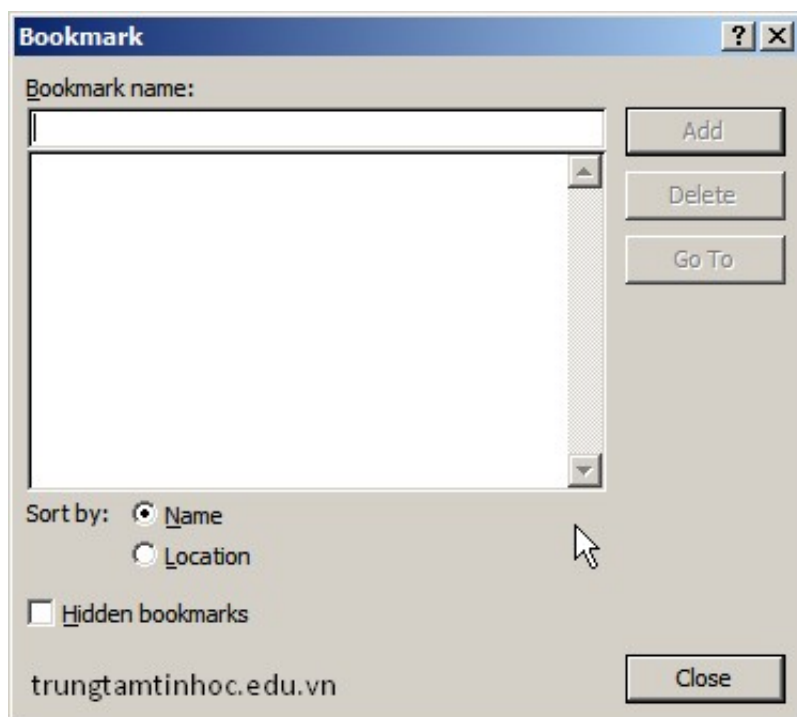 Bookmark
Bookmark name:
Add
Delete
Go To
Sort by: Name
Location
Hidden bookmarks
trungtamtinhoc.edu.vn
Close